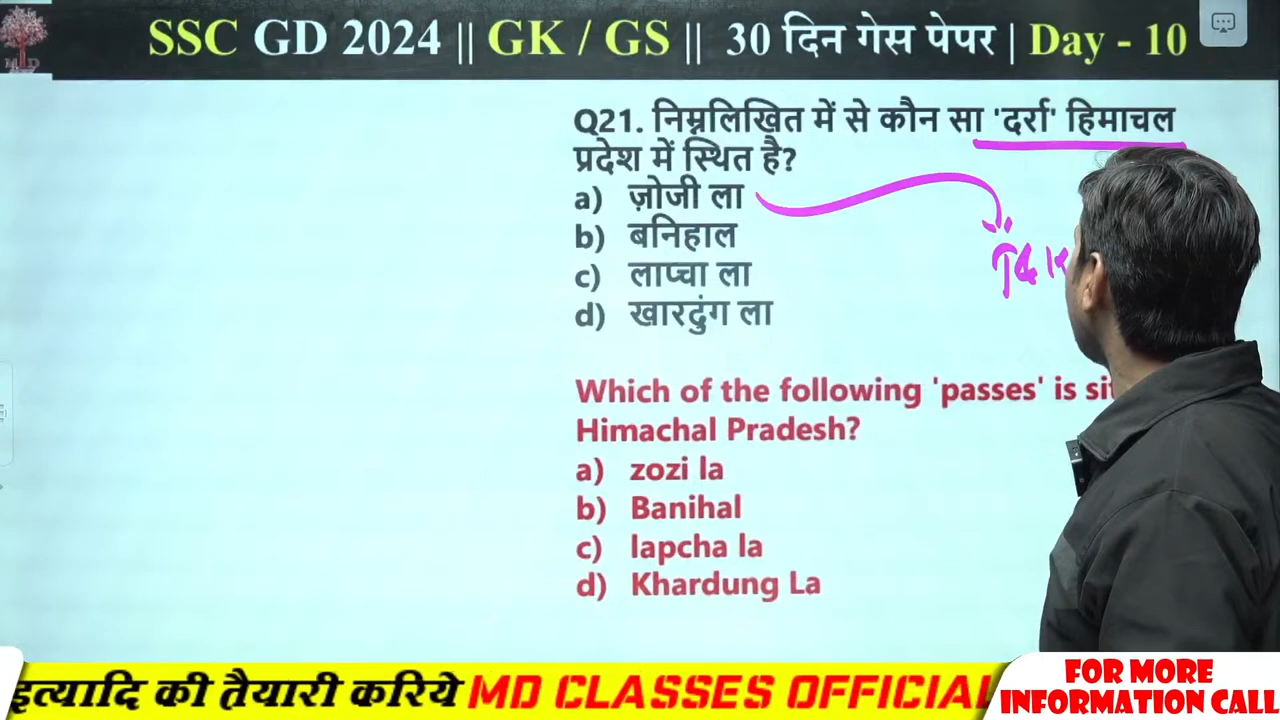 SSC GD 2024 || GK / GS || 30 दिन गेस पेपर | Day - 10
Q21. निम्नलिखित में से कौन सा 'दर्रा' हिमाचल
प्रदेश में स्थित है?
a) ज़ोजी ला
b) बनिहाल
c) लाप्चा ला
d) खारदुंग ला
Which of the following 'passes' is
Himachal Pradesh?
a) zozi la
b) Banihal
c) lapcha la
d) Khardung La
इत्यादि की तैयारी करिये MD CLASSES OFFICIAL
FOR MORE
INFORMATION CALL